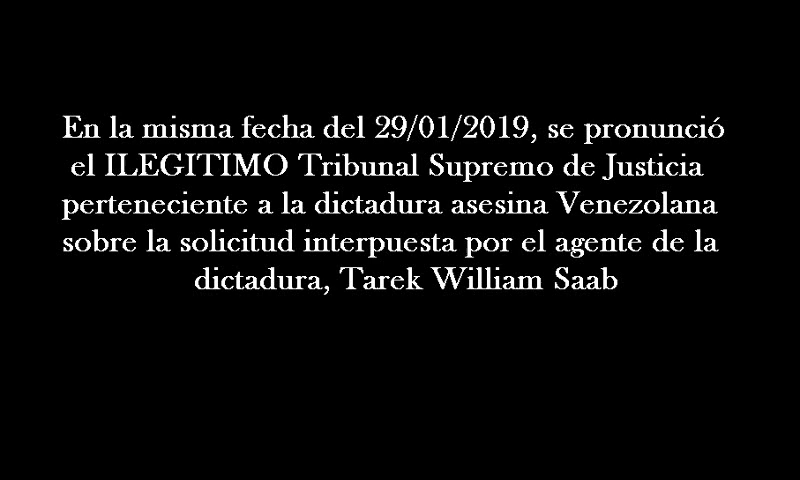 En la misma fecha del 29/01/2019, se pronunció
el ILEGITIMO Tribunal Supremo de Justicia
perteneciente a la dictadura asesina Venezolana
sobre la solicitud interpuesta por el agente de la
dictadura, Tarek William Saab